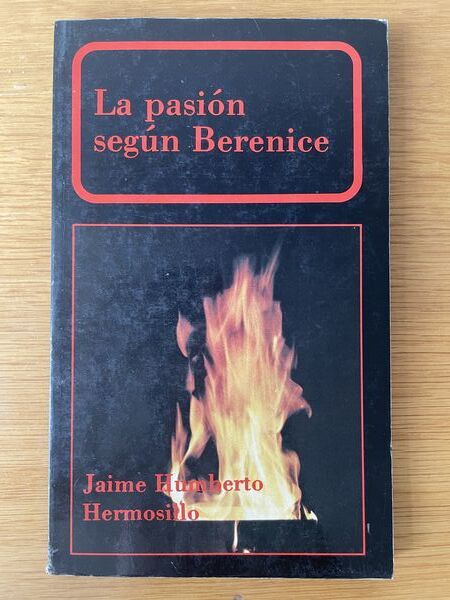 La pasión
según Berenice
Jaime Humberto
Hermosillo